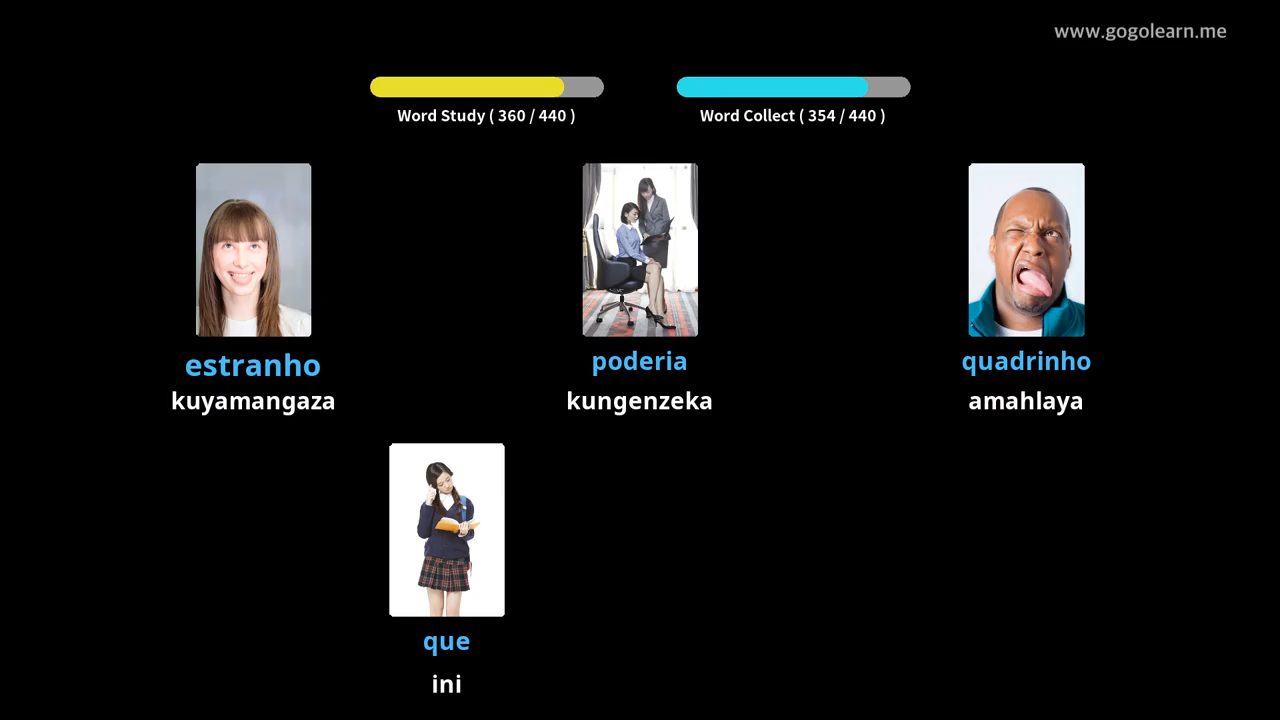 www.gogolearn.me
Word Study ( 360 / 440 )
Word Collect ( 354 / 440 )
estranho
kuyamangaza
poderia
kungenzeka
quadrinho
amahlaya
que
ini